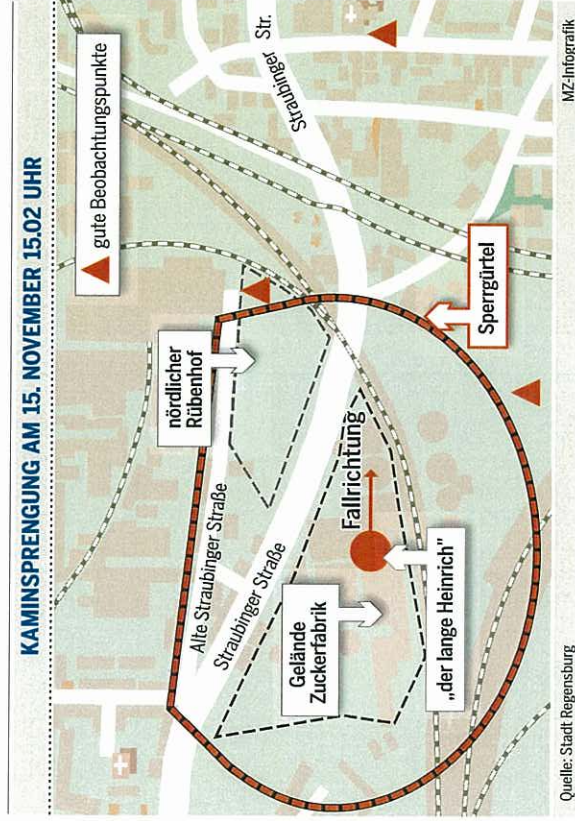 KAMINSPRENGUNG AM 15. NOVEMBER 15.02 UHR
gute Beobachtungspunkte
nördlicher
Rübenhof
Straubinger Str.
Alte Straubinger Straße
Straubinger Straße
Fallrichtung
Gelände
Zuckerfabrik
„der lange Heinrich"
Sperrgürtel
Quelle: Stadt Regensburg
MZ-Infografik